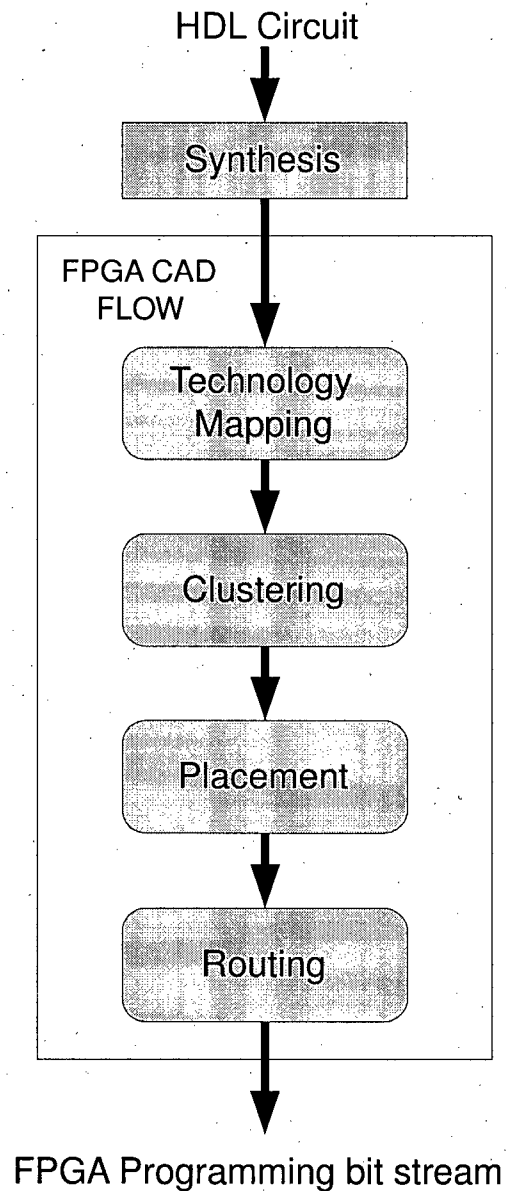 HDL Circuit
Synthesis
FPGA CAD
FLOW
Technology
Mapping
Clustering
Placement
Routing
FPGA Programming bit stream